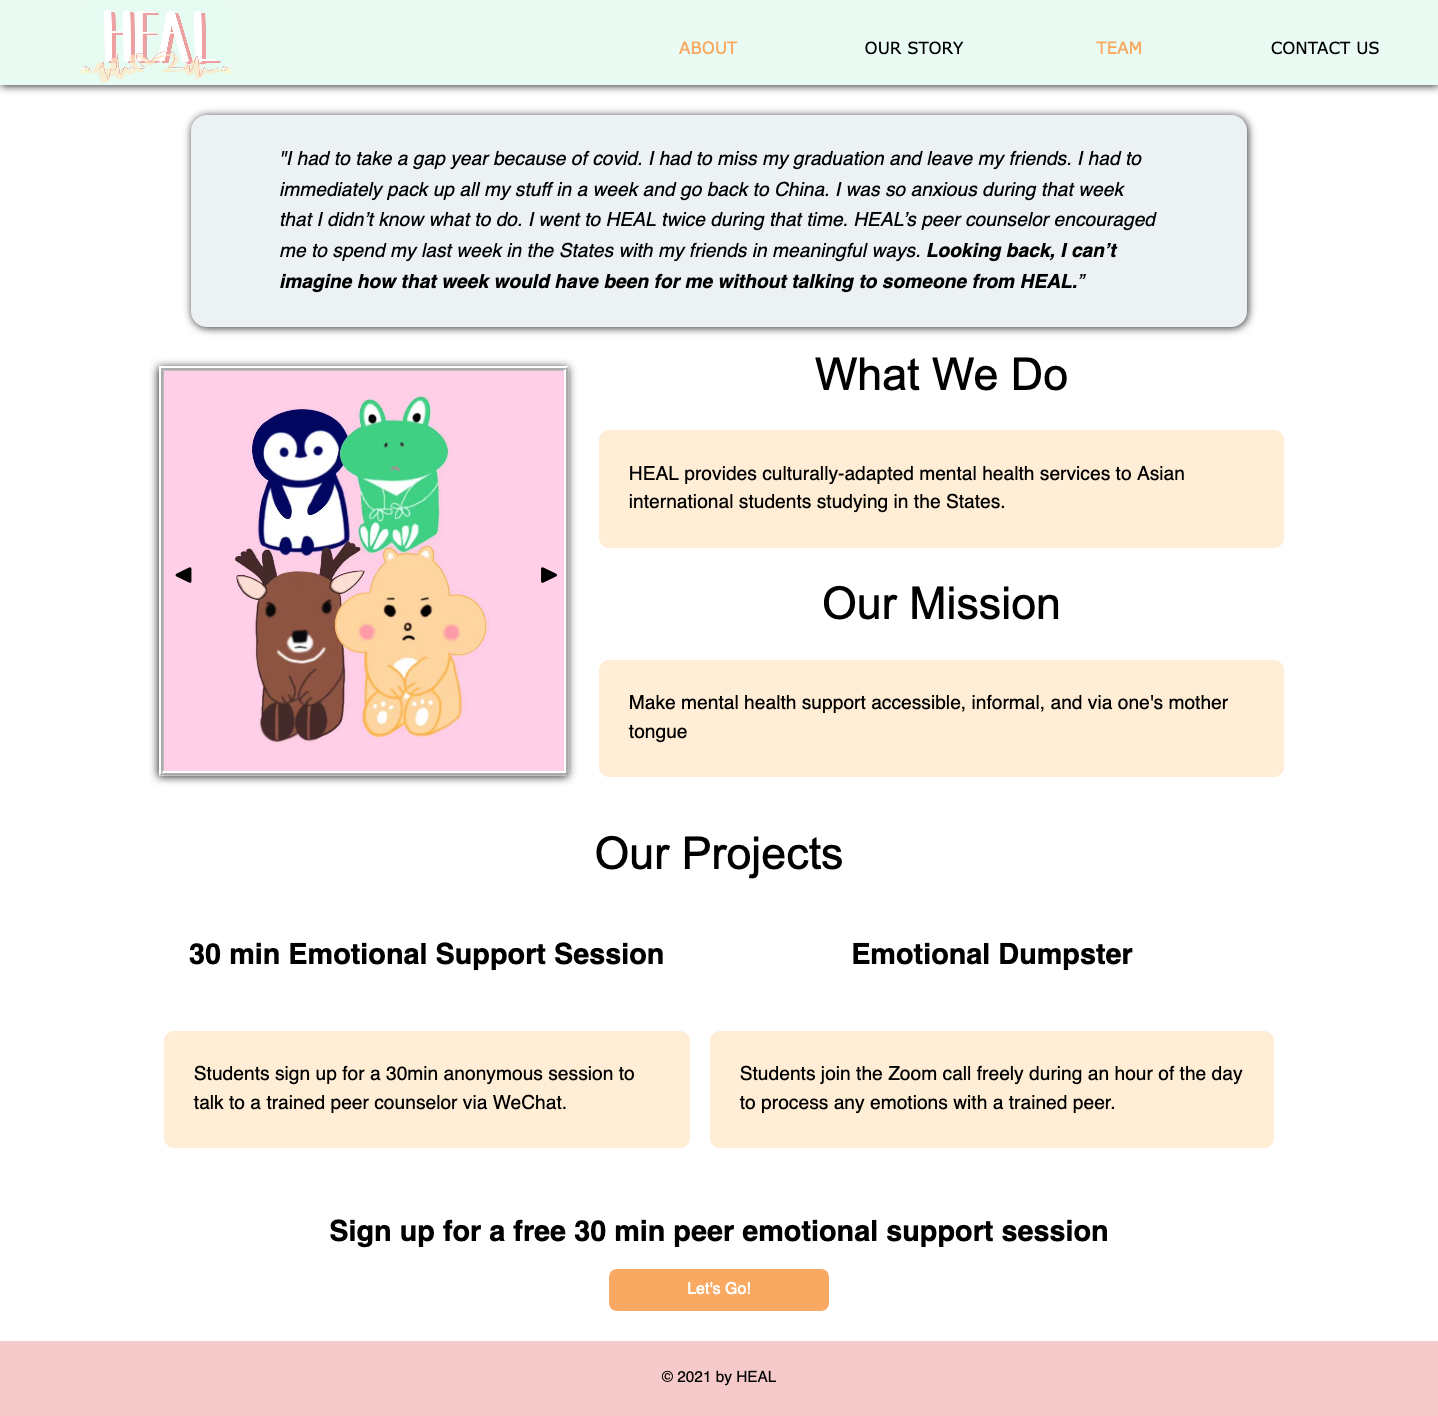 HEAL
ABOUT
OUR STORY
TEAM
CONTACT US
"I had to take a gap year because of covid. I had to miss my graduation and leave my friends. I had to
immediately pack up all my stuff in a week and go back to China. I was so anxious during that week
that I didn’t know what to do. I went to HEAL twice during that time. HEAL’s peer counselor encouraged
me to spend my last week in the States with my friends in meaningful ways. Looking back, I can’t
imagine how that week would have been for me without talking to someone from HEAL.”
What We Do
HEAL provides culturally-adapted mental health services to Asian
international students studying in the States.
Our Mission
Make mental health support accessible, informal, and via one's mother
tongue
Our Projects
30 min Emotional Support Session
Students sign up for a 30min anonymous session to
talk to a trained peer counselor via WeChat.
Emotional Dumpster
Students join the Zoom call freely during an hour of the day
to process any emotions with a trained peer.
Sign up for a free 30 min peer emotional support session
Let's Go!
© 2021 by HEAL